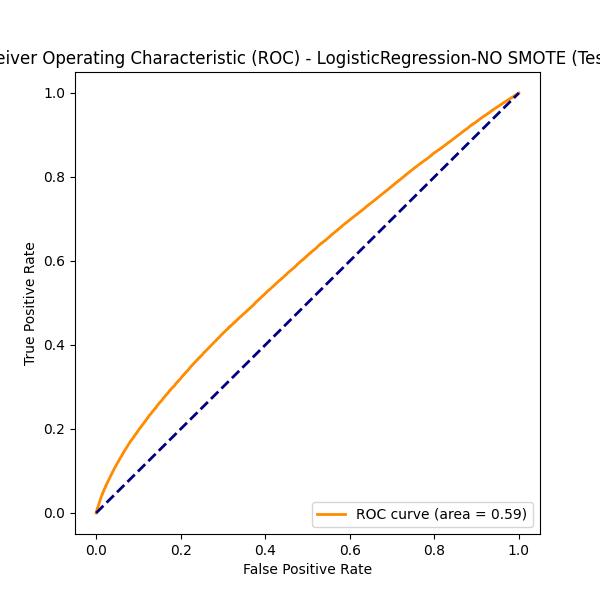 eiver Operating Characteristic (ROC) - LogisticRegression-NO SMOTE (Tes
1.0
0.8
0.6
0.4
0.2
0.0
True Positive Rate
ROC curve (area = 0.59)
0.0 0.2 0.4 0.6 0.8 1.0
False Positive Rate